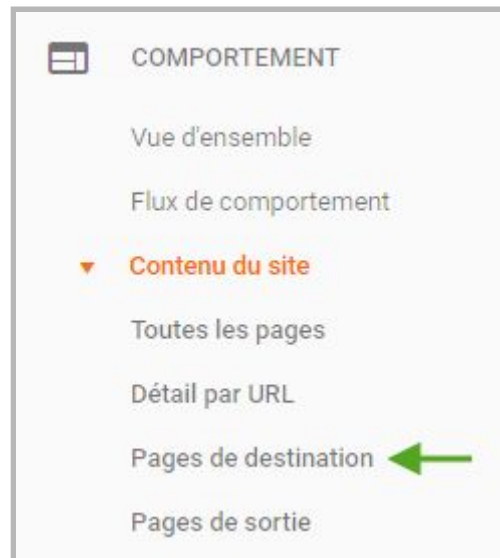 COMPORTEMENT
Vue d'ensemble
Flux de comportement
Contenu du site
Toutes les pages
Détail par URL
Pages de destination
Pages de sortie